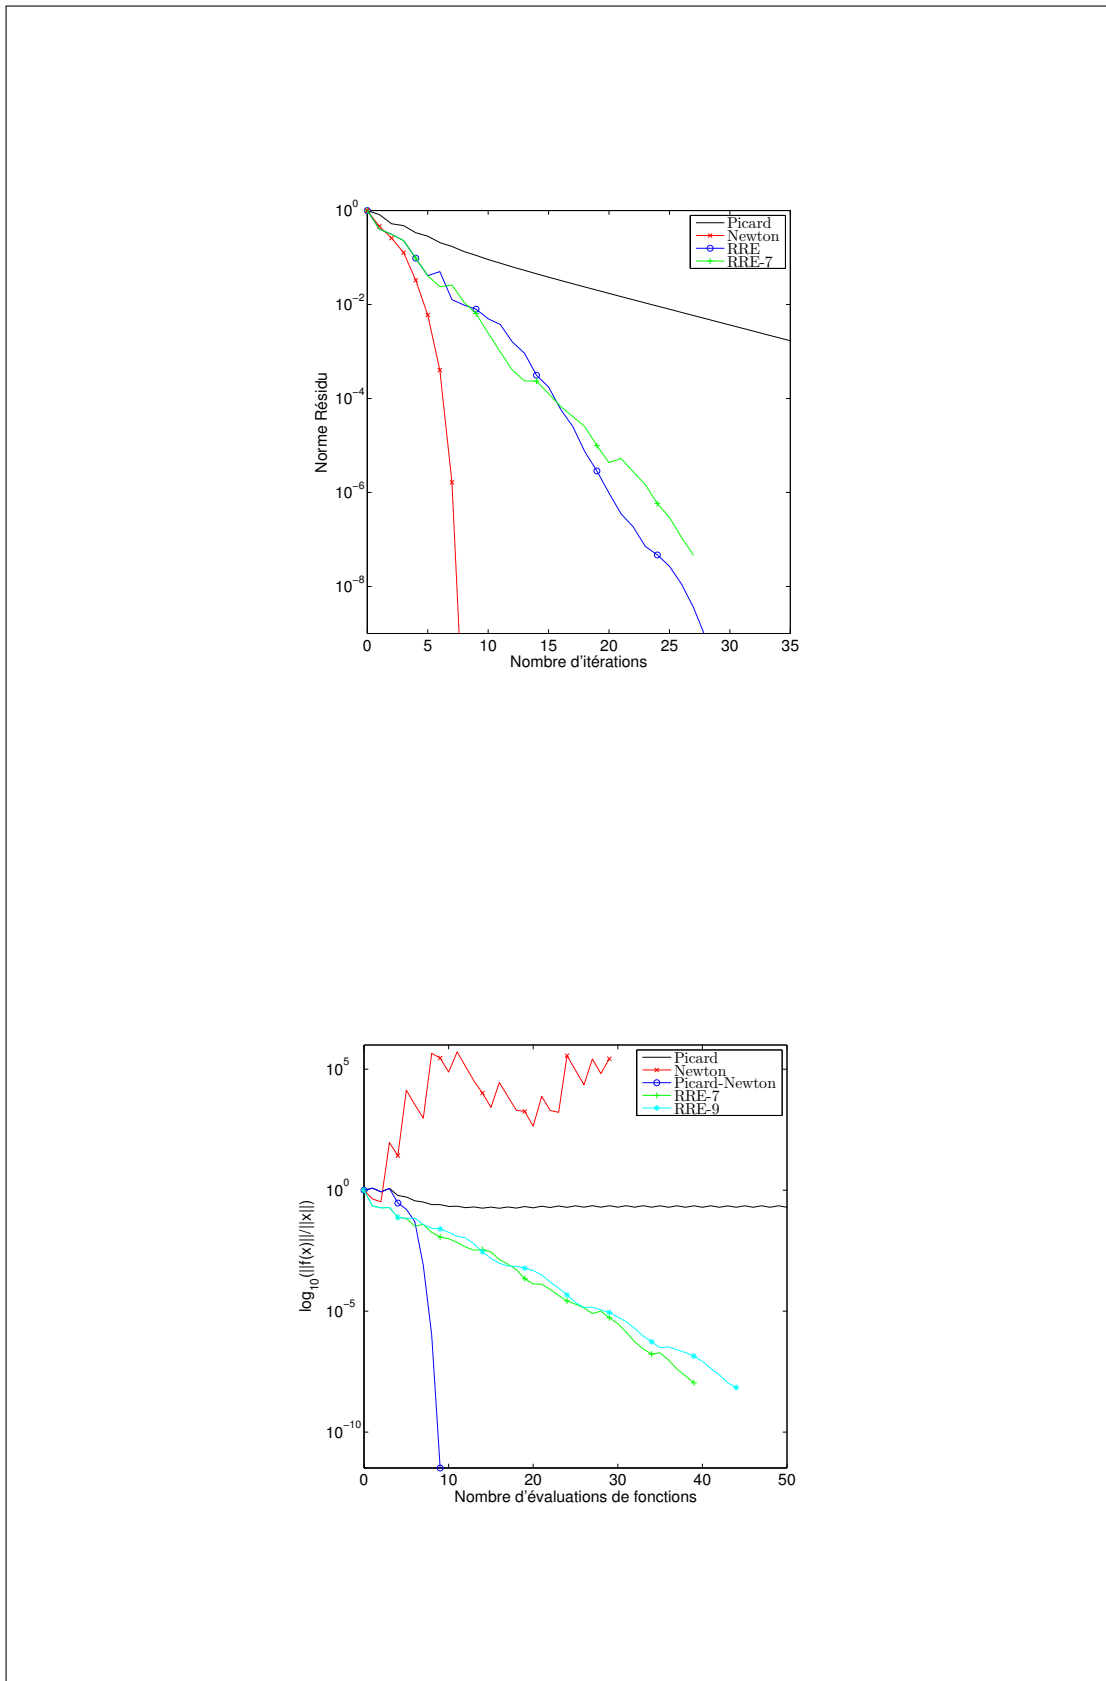 10^0
10^−2
10^−4
10^−6
10^−8
Norme Résidu
0 5 10 15 20 25 30 35
Nombre d'itérations
Picard
Newton
RRE
RRE-7
10^5
10^0
10^−5
10^−10
log_10(||f(x)||/||x||)
0 10 20 30 40 50
Nombre d'évaluations de fonctions
Picard
Newton
Picard-Newton
RRE-7
RRE-9